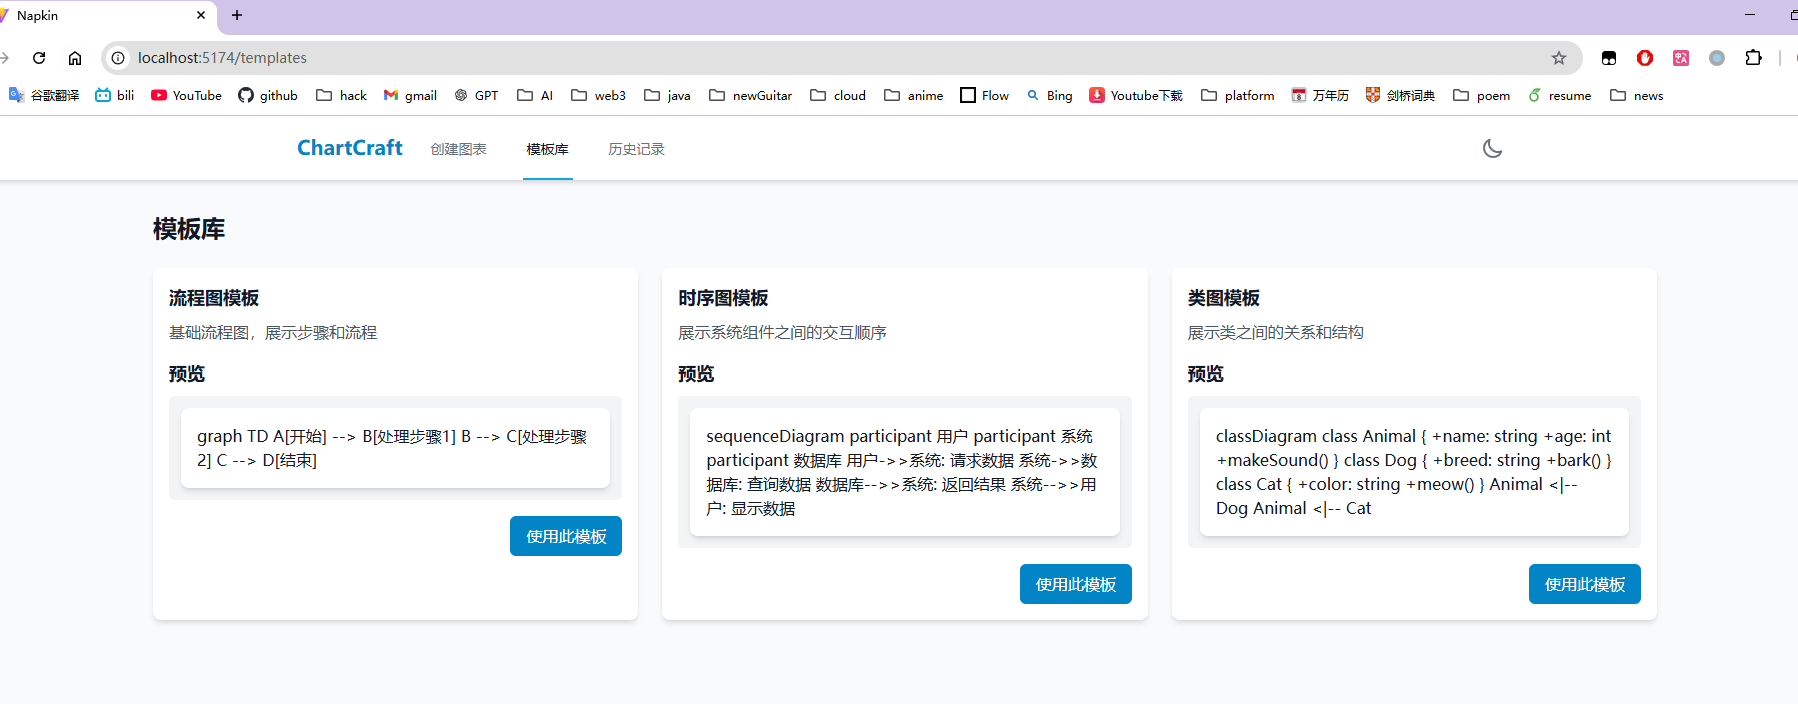 Napkin
localhost:5174/templates
谷歌翻译 bili YouTube github hack gmail GPT AI web3 java newGuitar cloud anime Flow Bing Youtube下载 platform 万年历 剑桥词典 poem resume news
ChartCraft 创建图表 模板库 历史记录
模板库
流程图模板
基础流程图，展示步骤和流程
预览
graph TD A[开始] --> B[处理步骤1] B --> C[处理步骤
2] C --> D[结束]
使用此模板
时序图模板
展示系统组件之间的交互顺序
预览
sequenceDiagram participant 用户 participant 系统
participant 数据库 用户->>系统: 请求数据 系统->>数
据库: 查询数据 数据库-->>系统: 返回结果 系统-->>用
户: 显示数据
使用此模板
类图模板
展示类之间的关系和结构
预览
classDiagram class Animal { +name: string +age: int
+makeSound() } class Dog { +breed: string +bark() }
class Cat { +color: string +meow() } Animal <|--
Dog Animal <|-- Cat
使用此模板